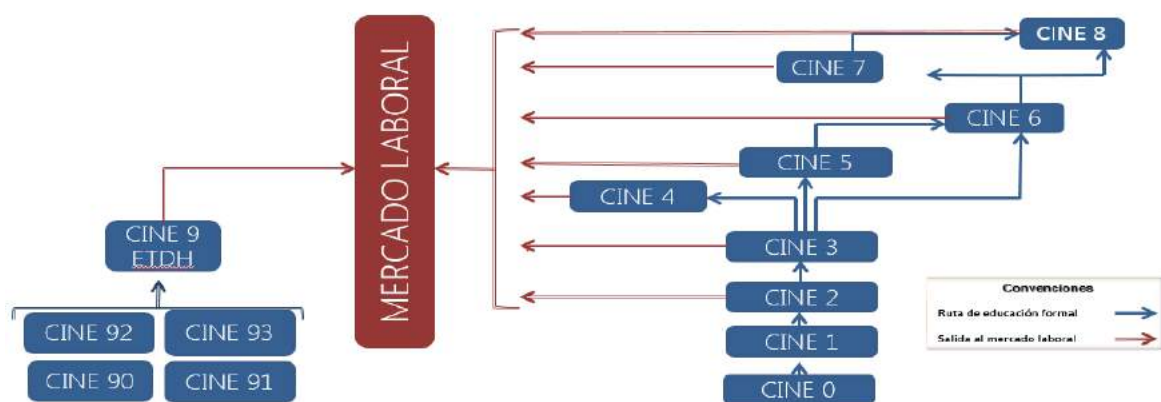 CINE 8
CINE 7
CINE 6
CINE 5
CINE 4
CINE 3
CINE 2
CINE 1
CINE 0
MERCADO LABORAL
CINE 9
ETDH
CINE 92
CINE 93
CINE 90
CINE 91
Convenciones
Ruta de educación formal
Salida al mercado laboral